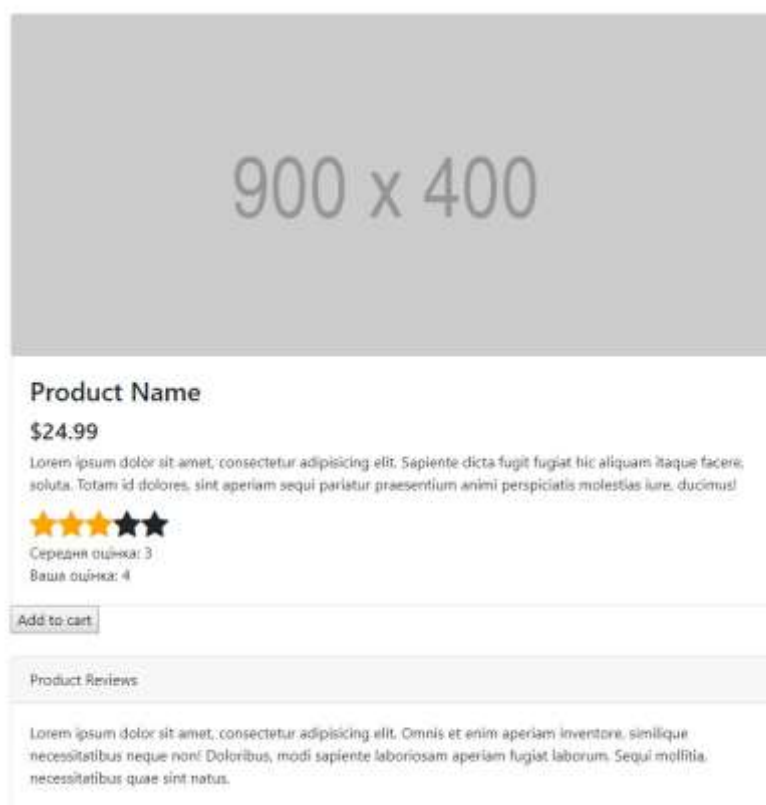 900 x 400
Product Name
$24.99
Lorem ipsum dolor sit amet, consectetur adipisicing elit. Sapiente dicta fugit fugiat hic aliquam itaque facere,
soluta. Totam id dolores, sint aperiam sequi pariatur praesentium animi perspiciatis molestias iure, ducimus!
Середня оцінка: 3
Ваша оцінка: 4
Add to cart
Product Reviews
Lorem ipsum dolor sit amet, consectetur adipisicing elit. Omnis et enim aperiam inventore, similique
necessitatibus neque non! Doloribus, modi sapiente laboriosam aperiam fugiat laborum. Sequi mollitia,
necessitatibus quae sint natus.